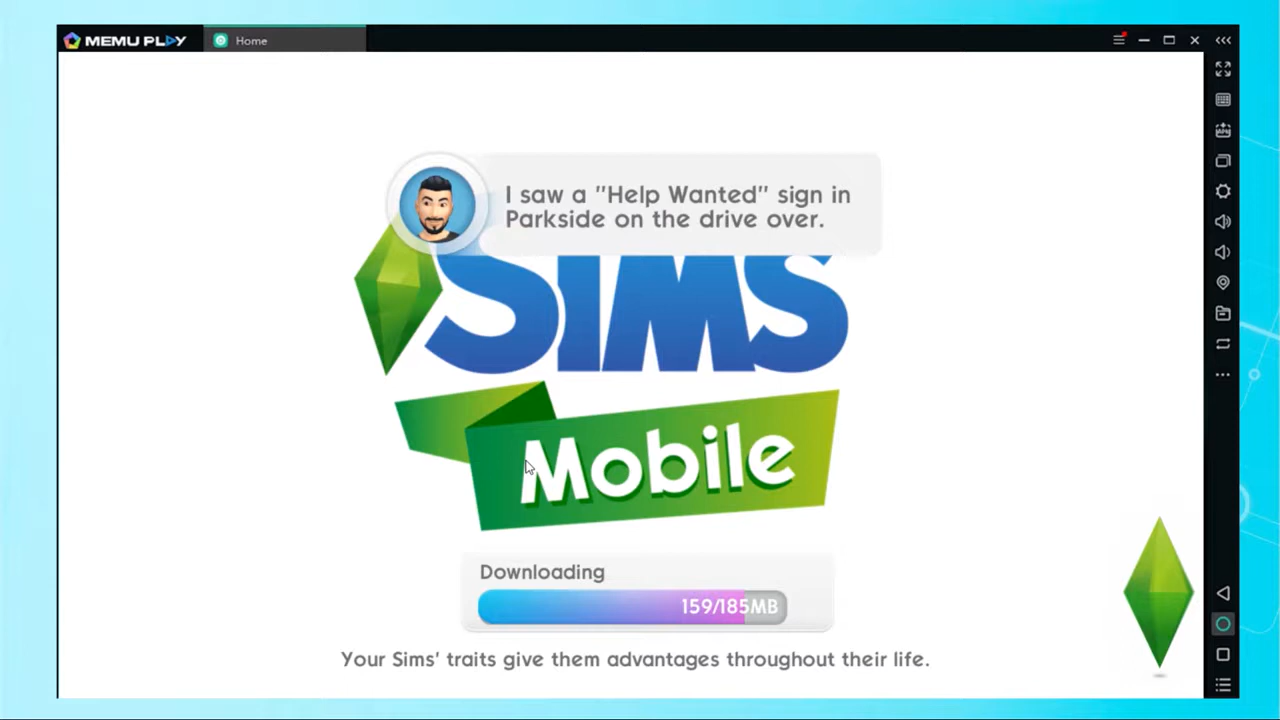 MEMU PLAY
Home
I saw a "Help Wanted" sign in
Parkside on the drive over.
SIMS
Mobile
Downloading
159/185MB
Your Sims' traits give them advantages throughout their life.